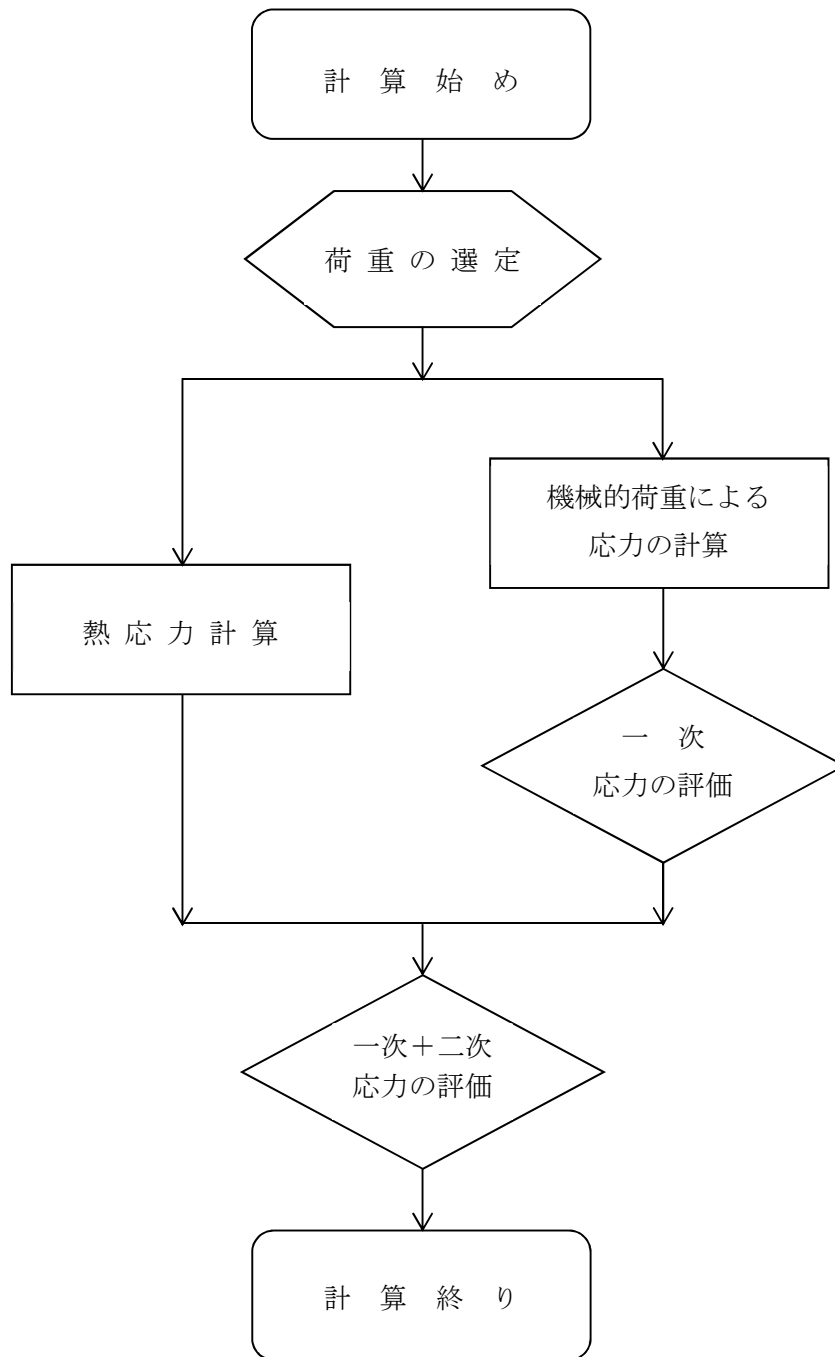 計算始め
荷重の選定
機械的荷重による
応力の計算
熱応力計算
一次
応力の評価
一次＋二次
応力の評価
計算終り